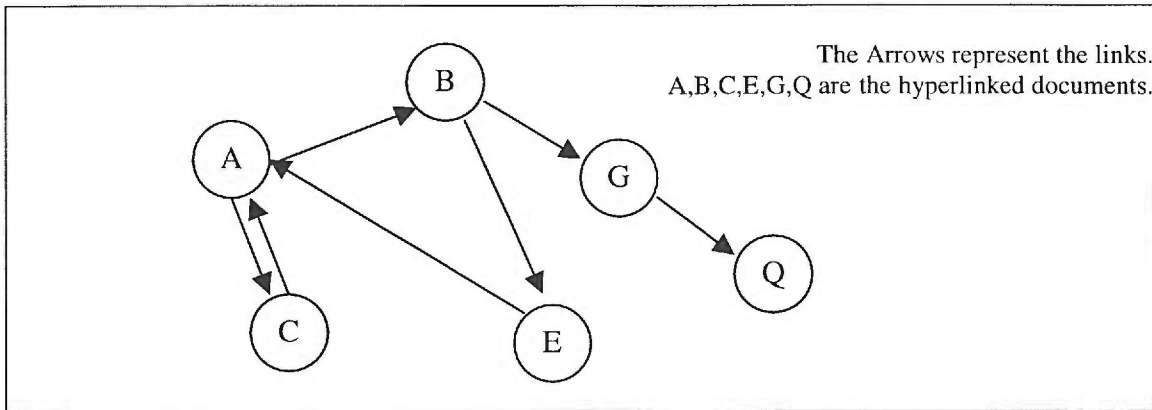 The Arrows represent the links.
A,B,C,E,G,Q are the hyperlinked documents.
B
A
G
Q
C
E